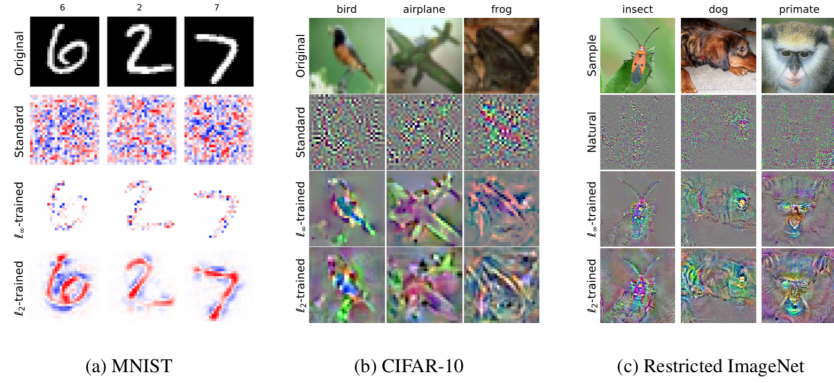 6 2 7
Original
Standard
ℓ∞-trained
ℓ2-trained
(a) MNIST
bird airplane frog
Original
Standard
ℓ∞-trained
ℓ2-trained
(b) CIFAR-10
insect dog primate
Sample
Natural
ℓ∞-trained
ℓ2-trained
(c) Restricted ImageNet